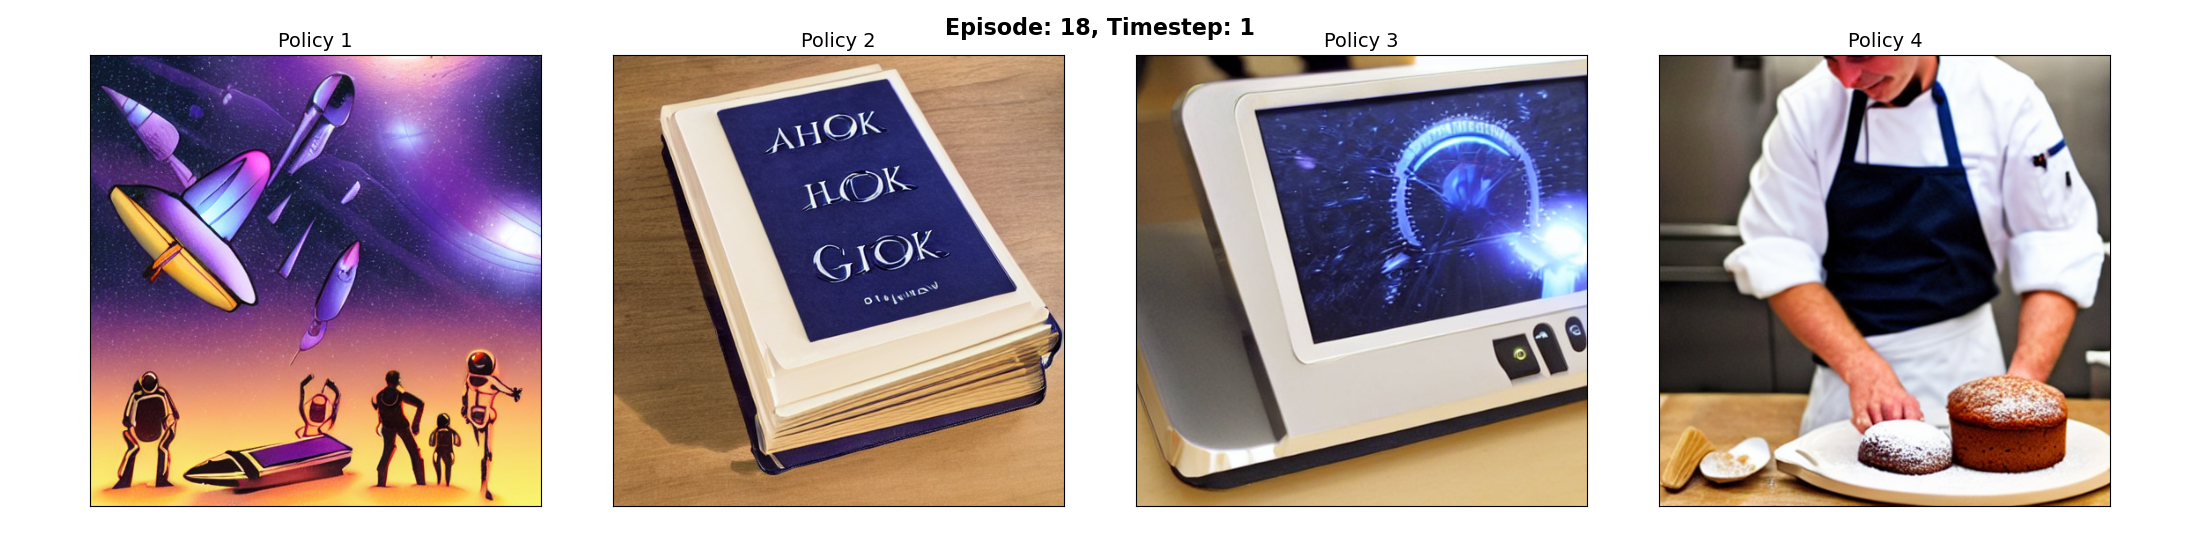 Episode: 18, Timestep: 1
Policy 1
Policy 2
Policy 3
Policy 4
AHOK
HOK
GIOK